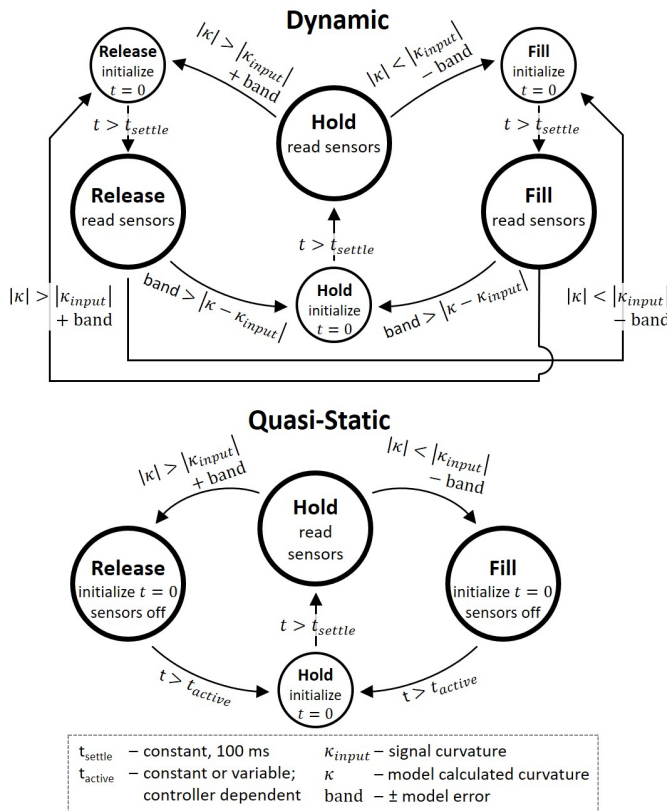 Dynamic
Release
initialize
t = 0
|κ| > |κ_input|
+ band
|κ| < |κ_input|
− band
Fill
initialize
t = 0
t > t_settle
Hold
read sensors
t > t_settle
Release
read sensors
Fill
read sensors
t > t_settle
|κ| > |κ_input|
+ band
band > |κ − κ_input|
Hold
initialize
t = 0
band > |κ − κ_input|
|κ| < |κ_input|
− band
Quasi-Static
|κ| > |κ_input|
+ band
|κ| < |κ_input|
− band
Hold
read
sensors
Release
initialize t = 0
sensors off
Fill
initialize t = 0
sensors off
t > t_settle
t > t_active
Hold
initialize
t = 0
t > t_active
t_settle – constant, 100 ms
t_active – constant or variable;
controller dependent
κ_input – signal curvature
κ – model calculated curvature
band – ± model error